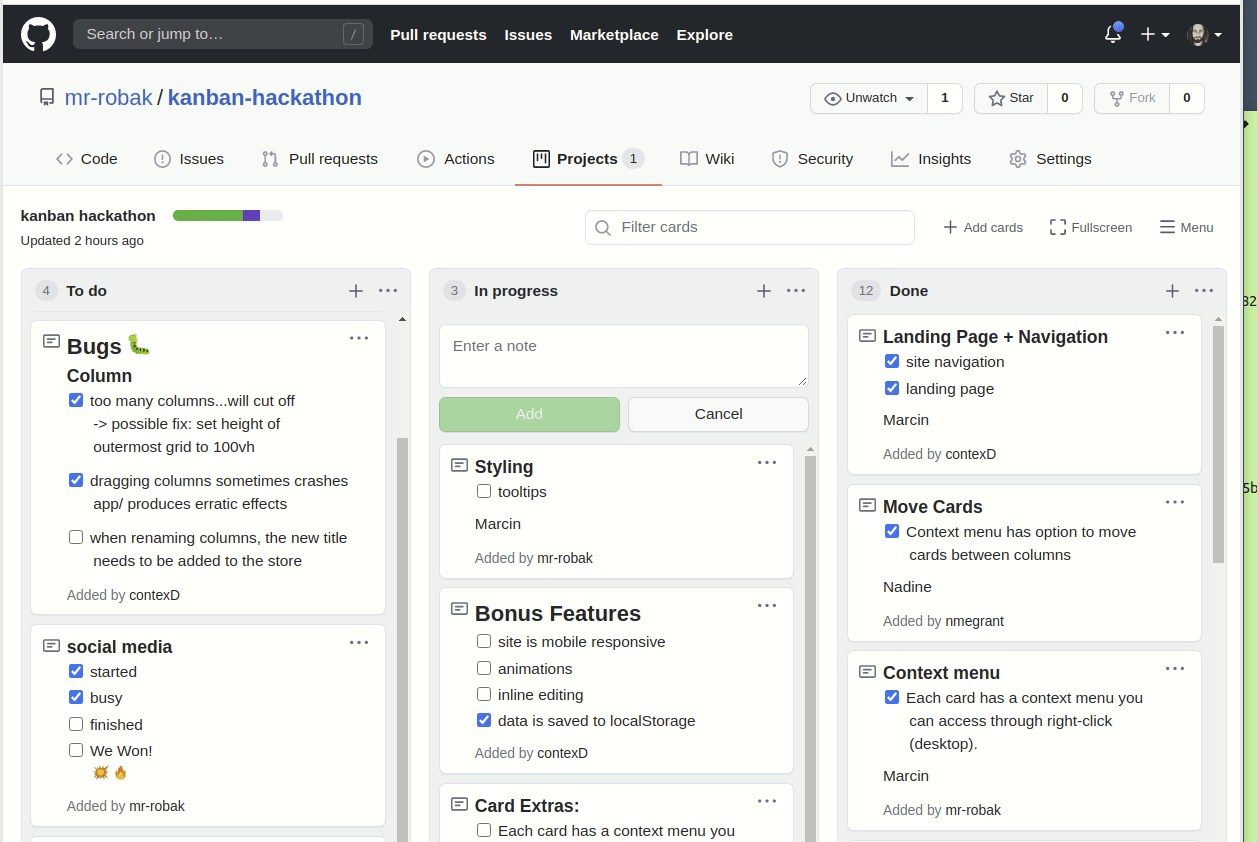 Search or jump to… /
Pull requests Issues Marketplace Explore
mr-robak / kanban-hackathon
Unwatch 1 Star 0 Fork 0
Code Issues Pull requests Actions Projects 1 Wiki Security Insights Settings
kanban hackathon
Updated 2 hours ago
Filter cards
Add cards Fullscreen Menu
4 To do
Bugs 🐛
Column
too many columns...will cut off
-> possible fix: set height of
outermost grid to 100vh
dragging columns sometimes crashes
app/ produces erratic effects
when renaming columns, the new title
needs to be added to the store
Added by contexD
social media
started
busy
finished
We Won!
💥 🔥
Added by mr-robak
3 In progress
Enter a note
Add Cancel
Styling
tooltips
Marcin
Added by mr-robak
Bonus Features
site is mobile responsive
animations
inline editing
data is saved to localStorage
Added by contexD
Card Extras:
Each card has a context menu you
12 Done
Landing Page + Navigation
site navigation
landing page
Marcin
Added by contexD
Move Cards
Context menu has option to move
cards between columns
Nadine
Added by nmegrant
Context menu
Each card has a context menu you
can access through right-click
(desktop).
Marcin
Added by mr-robak